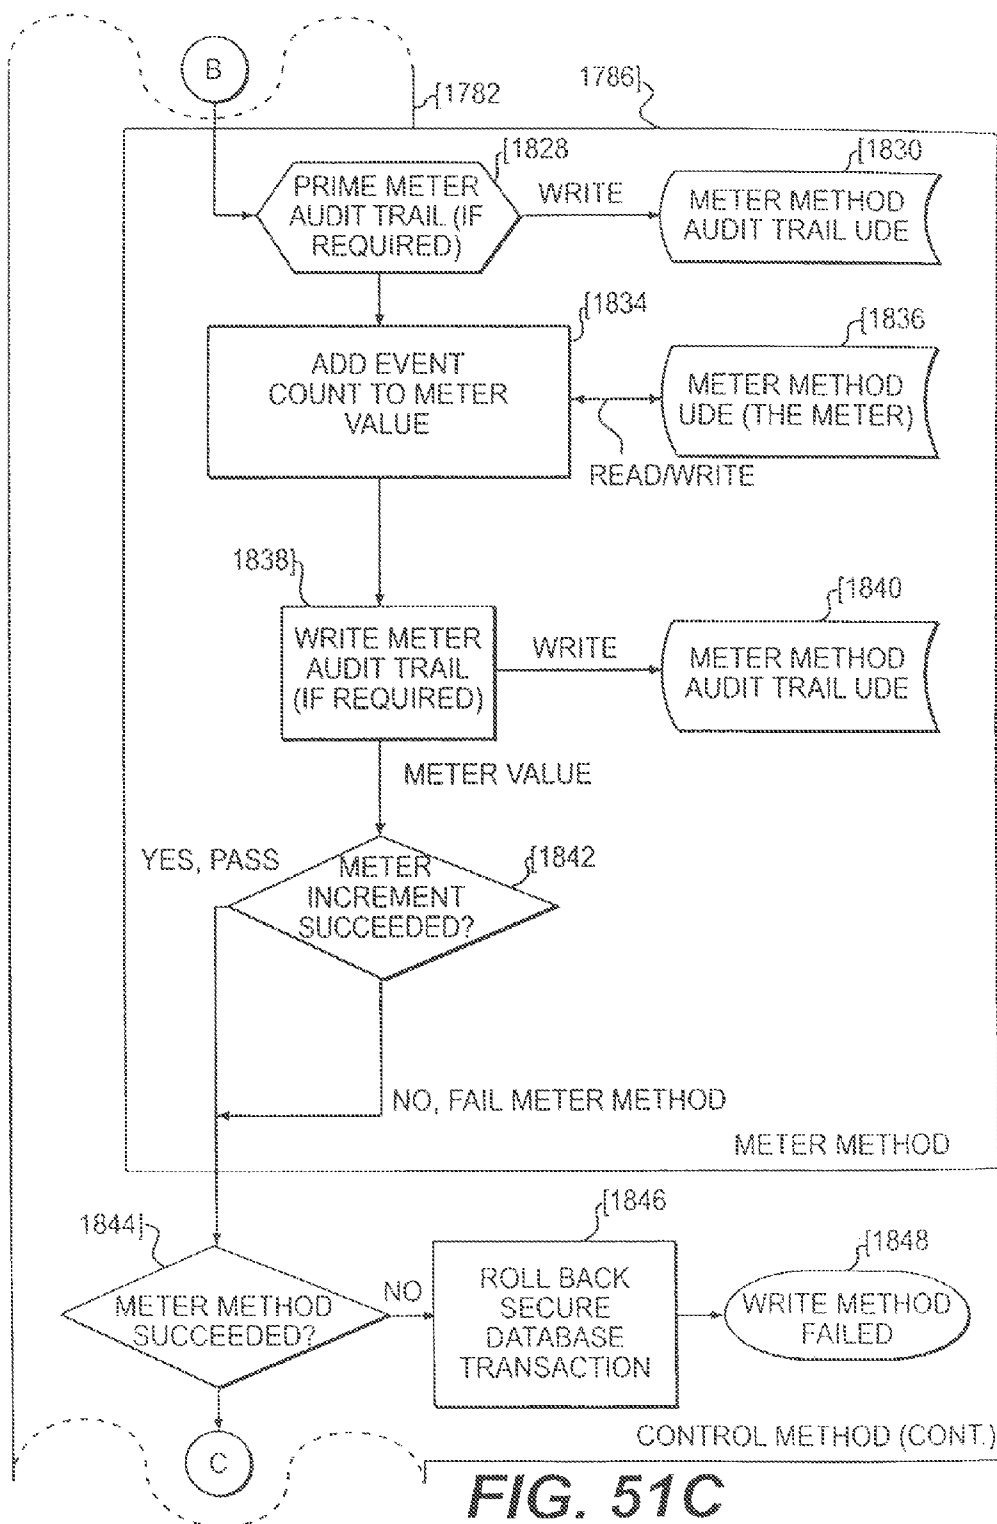 B
[1782
1786]
[1828
PRIME METER
AUDIT TRAIL (IF
REQUIRED)
WRITE
[1830
METER METHOD
AUDIT TRAIL UDE
[1834
ADD EVENT
COUNT TO METER
VALUE
[1836
METER METHOD
UDE (THE METER)
READ/WRITE
1838]
WRITE METER
AUDIT TRAIL
(IF REQUIRED)
WRITE
[1840
METER METHOD
AUDIT TRAIL UDE
METER VALUE
YES, PASS
METER
INCREMENT
SUCCEEDED?
[1842
NO, FAIL METER METHOD
METER METHOD
1844]
METER METHOD
SUCCEEDED?
NO
[1846
ROLL BACK
SECURE
DATABASE
TRANSACTION
[1848
WRITE METHOD
FAILED
C
CONTROL METHOD (CONT.)
FIG. 51C